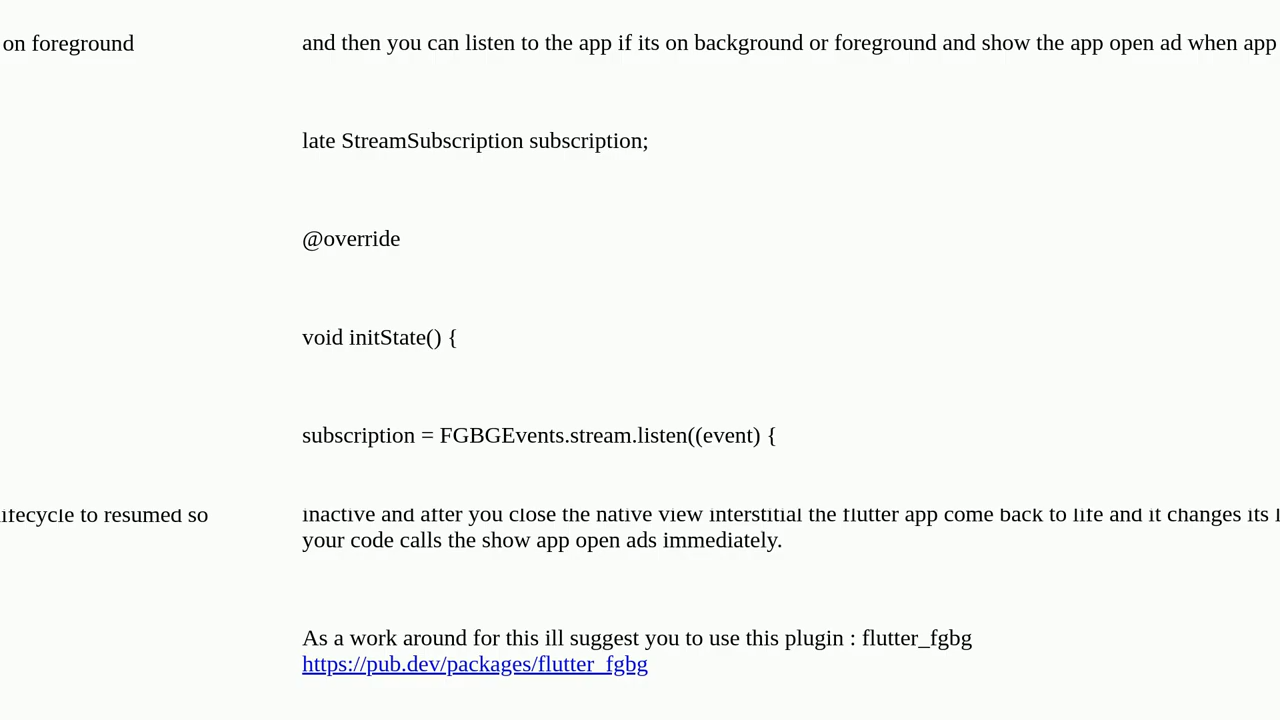 on foreground
and then you can listen to the app if its on background or foreground and show the app open ad when app
late StreamSubscription subscription;
@override
void initState() {
subscription = FGBGEvents.stream.listen((event) {
lifecycle to resumed so
inactive and after you close the native view interstitial the flutter app come back to life and it changes its
your code calls the show app open ads immediately.
As a work around for this ill suggest you to use this plugin : flutter_fgbg
https://pub.dev/packages/flutter_fgbg